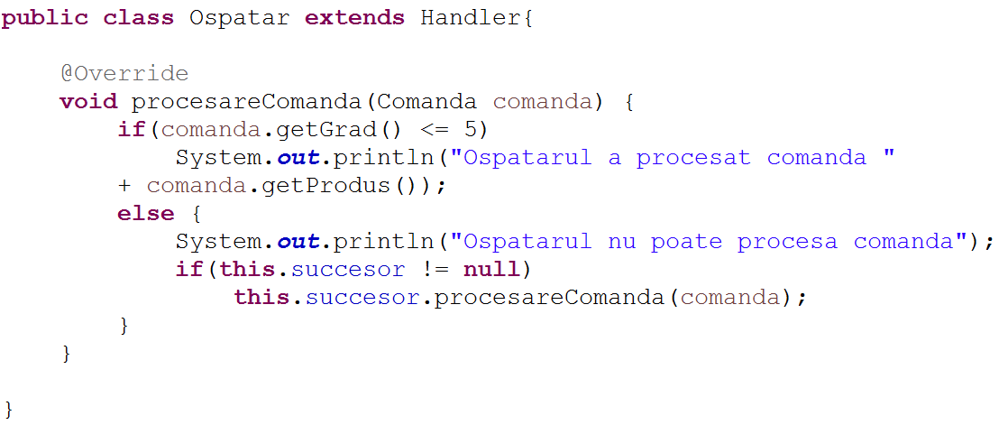 public class Ospatar extends Handler{
@Override
void procesareComanda(Comanda comanda) {
if(comanda.getGrad() <= 5)
System.out.println("Ospatarul a procesat comanda "
+ comanda.getProdus());
else {
System.out.println("Ospatarul nu poate procesa comanda");
if(this.succesor != null)
this.succesor.procesareComanda(comanda);
}
}
}